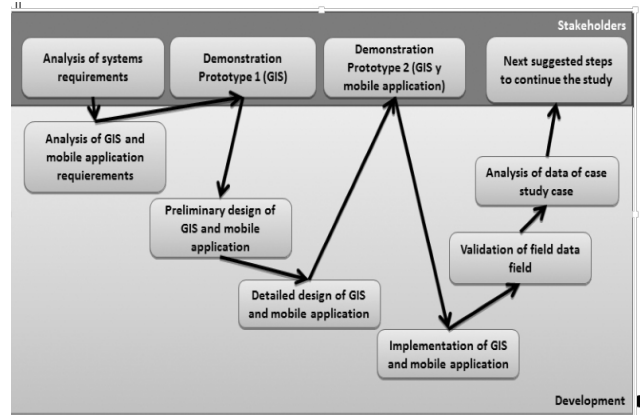 Stakeholders
Analysis of systems
requirements
Demonstration
Prototype 1 (GIS)
Demonstration
Prototype 2 (GIS y
mobile application)
Next suggested steps
to continue the study
Analysis of GIS and
mobile application
requierements
Analysis of data of case
study case
Preliminary design of
GIS and mobile
application
Validation of field data
field
Detailed design of GIS
and mobile application
Implementation of GIS
and mobile application
Development